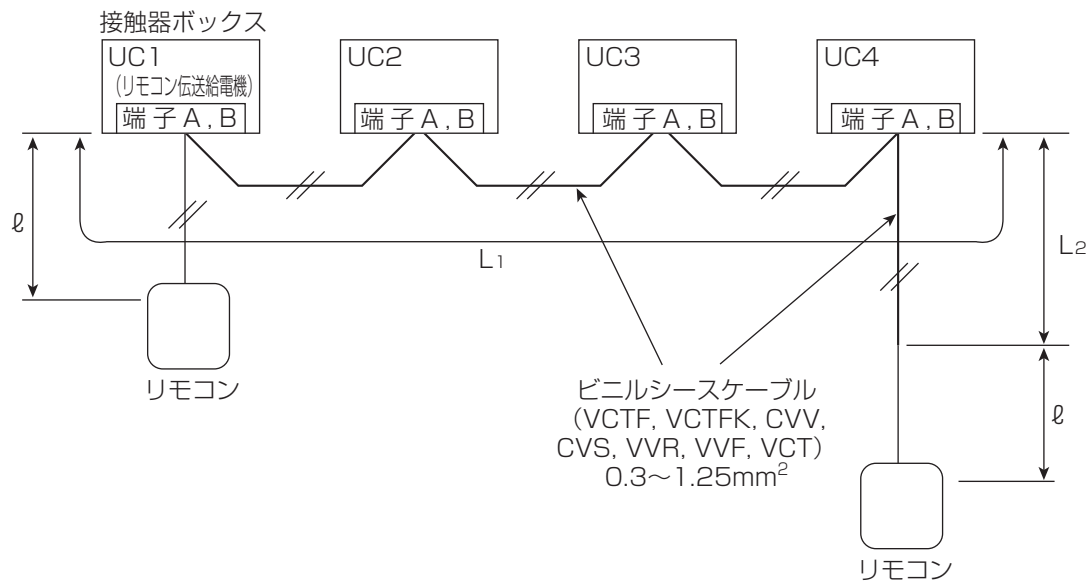 接触器ボックス
UC1
(リモコン伝送給電機)
端子A,B
UC2
端子A,B
UC3
端子A,B
UC4
端子A,B
ℓ
L1
L2
リモコン
ビニルシースケーブル
(VCTF, VCTFK, CVV,
CVS, VVR, VVF, VCT)
0.3～1.25mm²
ℓ
リモコン